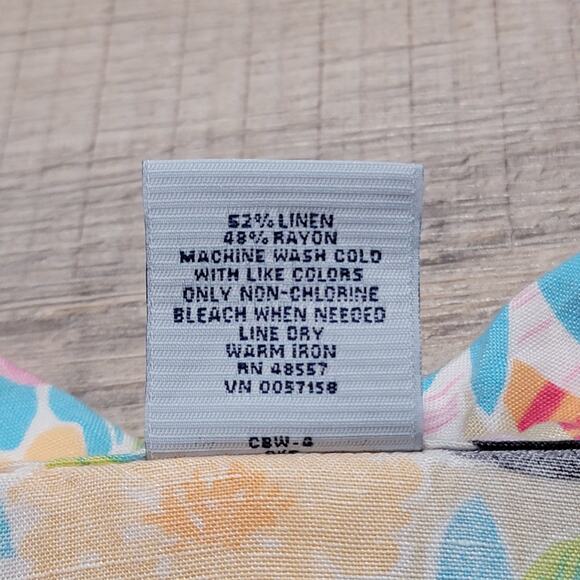 52% LINEN
48% RAYON
MACHINE WASH COLD
WITH LIKE COLORS
ONLY NON-CHLORINE
BLEACH WHEN NEEDED
LINE DRY
WARM IRON
RN 48557
VN 0057158
CBW-G